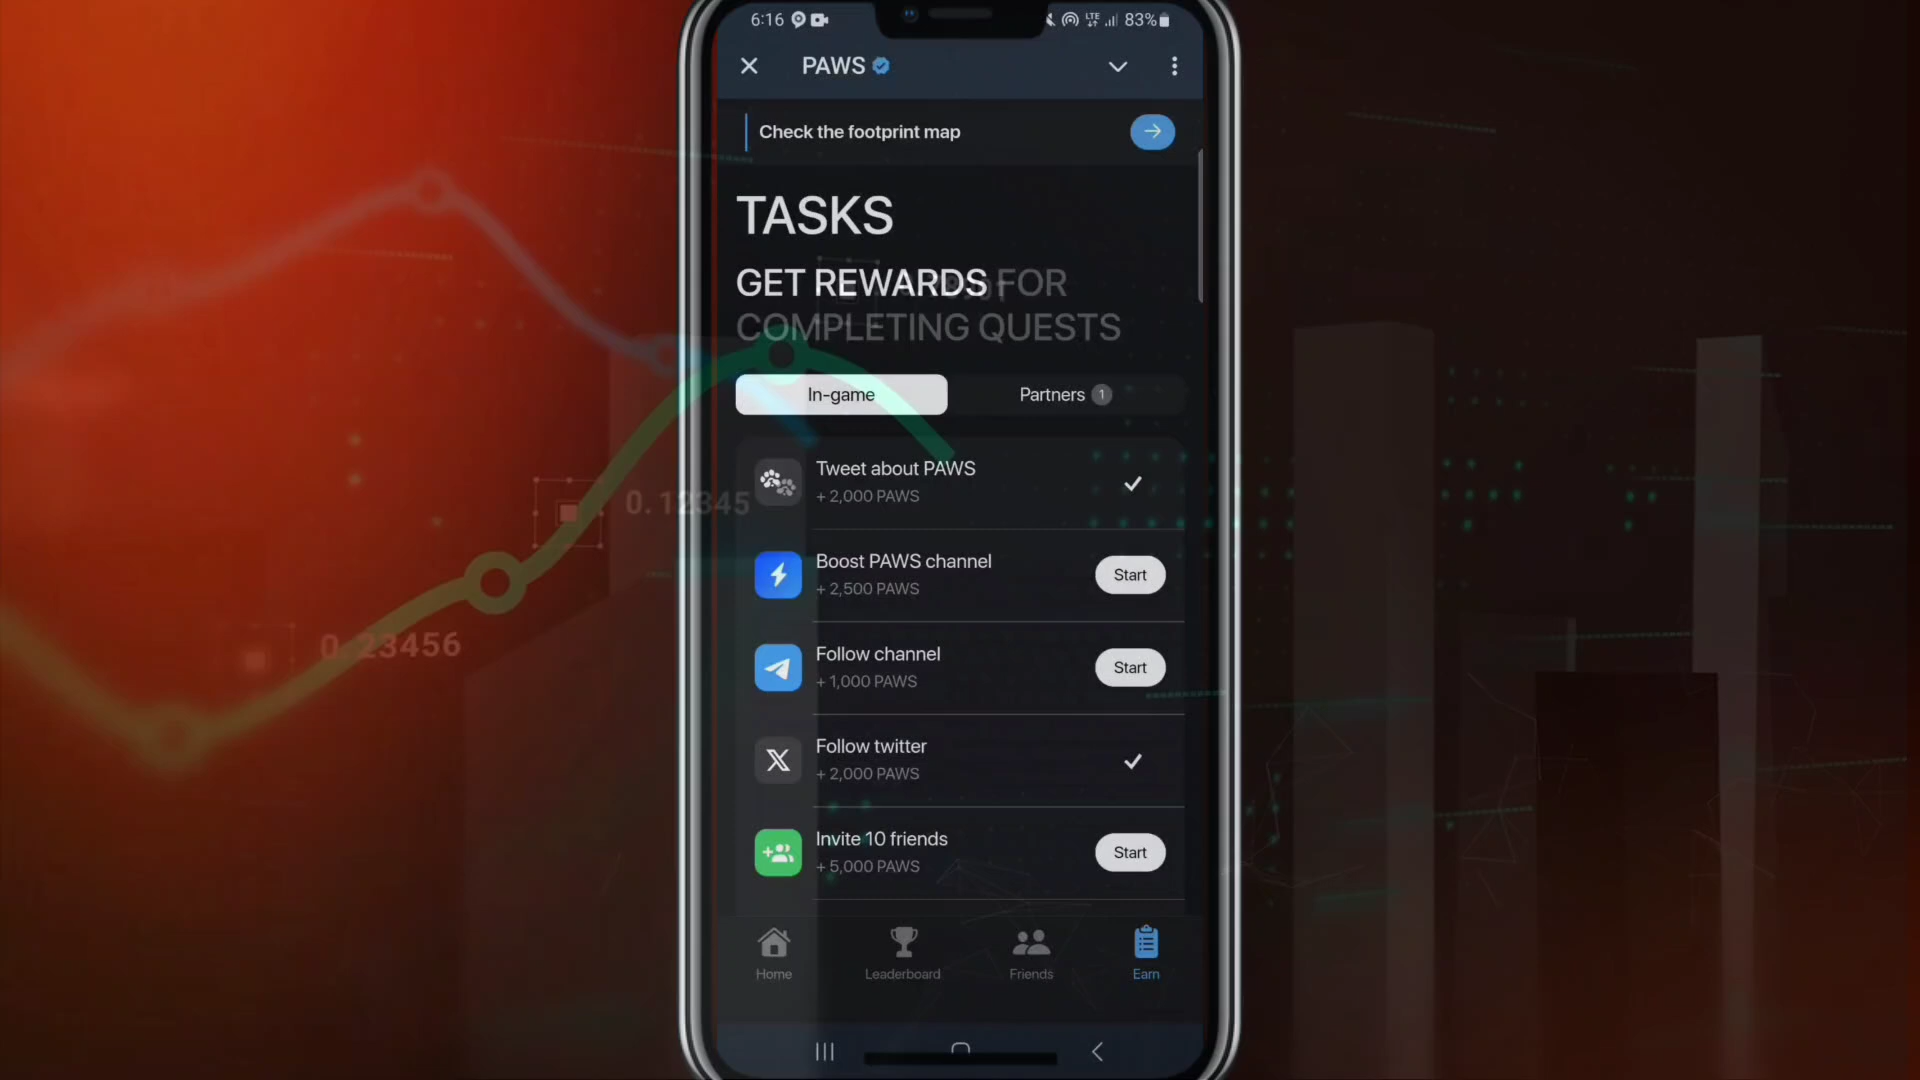 6:16 LTE 83%
PAWS
Check the footprint map
TASKS
GET REWARDS FOR
COMPLETING QUESTS
In-game Partners 1
Tweet about PAWS
+ 2,000 PAWS
Boost PAWS channel
+ 2,500 PAWS
Start
0.12345
Follow channel
+ 1,000 PAWS
Start
0.23456
Follow twitter
+ 2,000 PAWS
Invite 10 friends
+ 5,000 PAWS
Start
Home Leaderboard Friends Earn